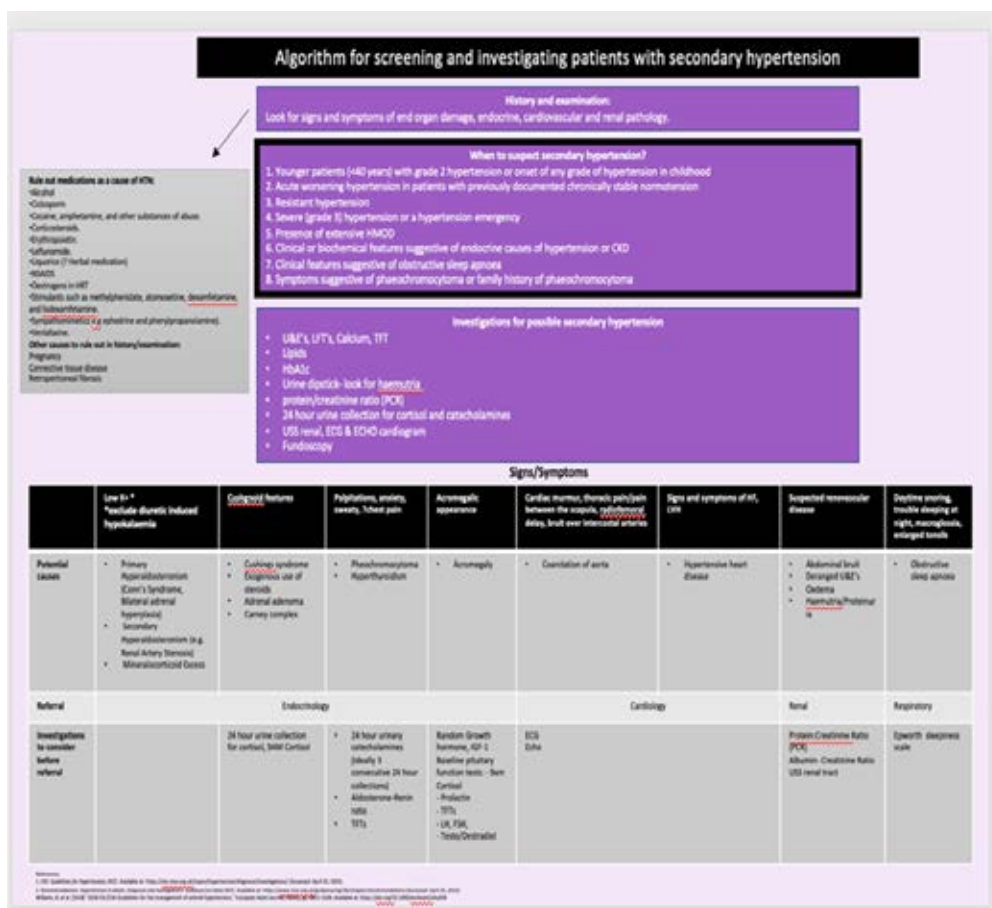 Algorithm for screening and investigating patients with secondary hypertension
History and examination:
Look for signs and symptoms of end organ damage, endocrine, cardiovascular and renal pathology.
When to suspect secondary hypertension?
1. Younger patients (<40 years) with grade 2 hypertension or onset of any grade of hypertension in childhood
2. Acute worsening hypertension in patients with previously documented chronically stable normotension
3. Resistant hypertension
4. Severe (grade 3) hypertension or a hypertension emergency
5. Presence of extensive HMOD
6. Clinical or biochemical features suggestive of endocrine causes of hypertension or CKD
7. Clinical features suggestive of obstructive sleep apnoea
8. Symptoms suggestive of phaeochromocytoma or family history of phaeochromocytoma
Rule out medications as a cause of HTN:
•Alcohol
•Cocaine, amphetamine, and other substances of abuse.
•Corticosteroids.
•Erythropoietin.
•Liquorice (? Herbal medication)
•NSAIDS
•Oestrogens in HRT
•Stimulants such as methylphenidate, atomoxetine, dexamfetamine,
and lisdexamfetamine.
•Sympathomimetics e.g ephedrine and phenylpropanolamine).
•Venlafaxine.
Other causes to rule out in history/examination:
Pregnancy
Connective tissue disease
Retroperitoneal fibrosis
Investigations for possible secondary hypertension
• U&E's, LFT's, Calcium, TFT
• Lipids
• HbA1c
• Urine dipstick- look for haemutria
• protein/creatinine ratio (PCR)
• 24 hour urine collection for cortisol and catecholamines
• USS renal, ECG & ECHO cardiogram
• Fundoscopy
Signs/Symptoms
Low K+ *
*exclude diuretic induced
hypokalaemia
Cushingoid features
Palpitations, anxiety,
sweaty, ?chest pain
Acromegalic
appearance
Cardiac murmur, thoracic pain/pain
between the scapula, radiofemoral
delay, bruit over intercostal arteries
Signs and symptoms of HF,
LVH
Suspected renovascular
disease
Daytime snoring,
trouble sleeping at
night, macroglossia,
enlarged tonsils
Potential
causes
• Primary
Hyperaldosteronism
(Conn's Syndrome,
Bilateral adrenal
hyperplasia)
• Secondary
Hyperaldosteronism (e.g.
Renal Artery Stenosis)
• Mineralocorticoid Excess
• Cushings syndrome
• Exogenous use of
steroids
• Adrenal adenoma
• Carney complex
• Phaeochromocytoma
• Hyperthyroidism
• Acromegaly
• Coarctation of aorta
• Hypertensive heart
disease
• Abdominal bruit
• Deranged U&E's
• Oedema
• Haemutria/Proteinur
ia
• Obstructive
sleep apnoea
Referral
Endocrinology
Cardiology
Renal
Respiratory
Investigations
to consider
before
referral
24 hour urine collection
for cortisol, 9AM Cortisol
• 24 hour urinary
catecholamines
(ideally 3
consecutive 24 hour
collections)
• Aldosterone-Renin
ratio
• TFTs
Random Growth
hormone, IGF-1
Baseline pituitary
function tests: - 9am
Cortisol
- Prolactin
- TFTs
- LH, FSH,
- Testo/Oestradiol
ECG
Echo
Protein:Creatinine Ratio
(PCR)
Albumin- Creatinine Ratio
USS renal tract
Epworth sleepiness
scale